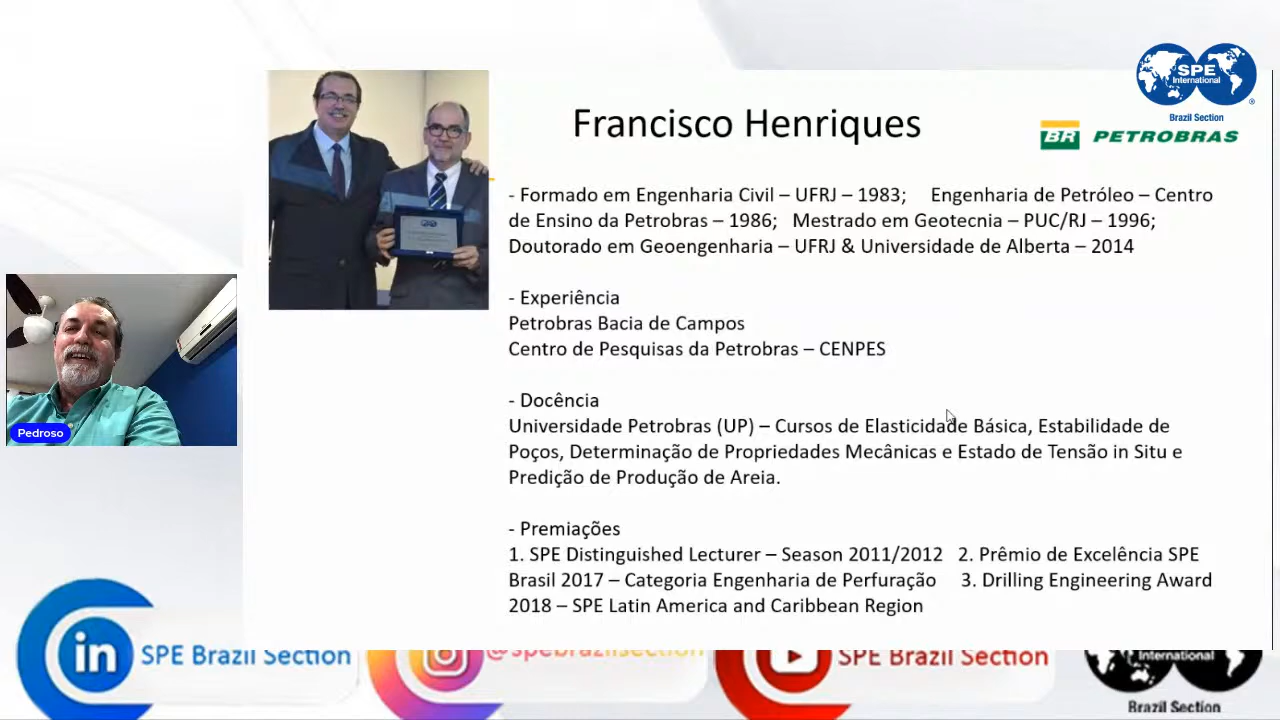 SPE
International
Brazil Section
BR PETROBRAS
Francisco Henriques
- Formado em Engenharia Civil – UFRJ – 1983; Engenharia de Petróleo – Centro
de Ensino da Petrobras – 1986; Mestrado em Geotecnia – PUC/RJ – 1996;
Doutorado em Geoengenharia – UFRJ & Universidade de Alberta – 2014
- Experiência
Petrobras Bacia de Campos
Centro de Pesquisas da Petrobras – CENPES
- Docência
Universidade Petrobras (UP) – Cursos de Elasticidade Básica, Estabilidade de
Poços, Determinação de Propriedades Mecânicas e Estado de Tensão in Situ e
Predição de Produção de Areia.
- Premiações
1. SPE Distinguished Lecturer – Season 2011/2012 2. Prêmio de Excelência SPE
Brasil 2017 – Categoria Engenharia de Perfuração 3. Drilling Engineering Award
2018 – SPE Latin America and Caribbean Region
Pedroso
in SPE Brazil Section
@spebrazilsection
SPE Brazil Section
International
Brazil Section